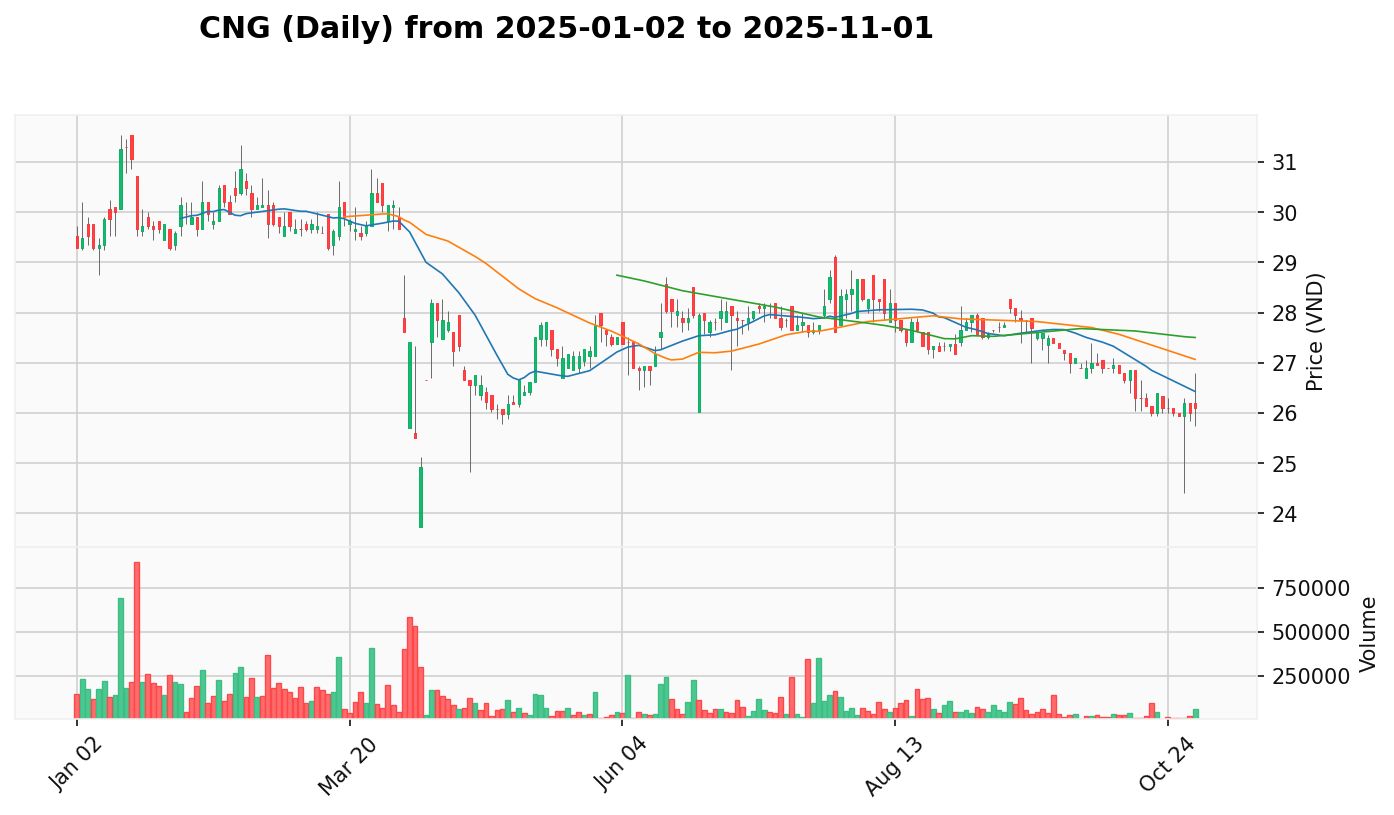 CNG (Daily) from 2025-01-02 to 2025-11-01
31
30
29
28
27
26
25
24
Price (VND)
750000
500000
250000
Volume
Jan 02
Mar 20
Jun 04
Aug 13
Oct 24